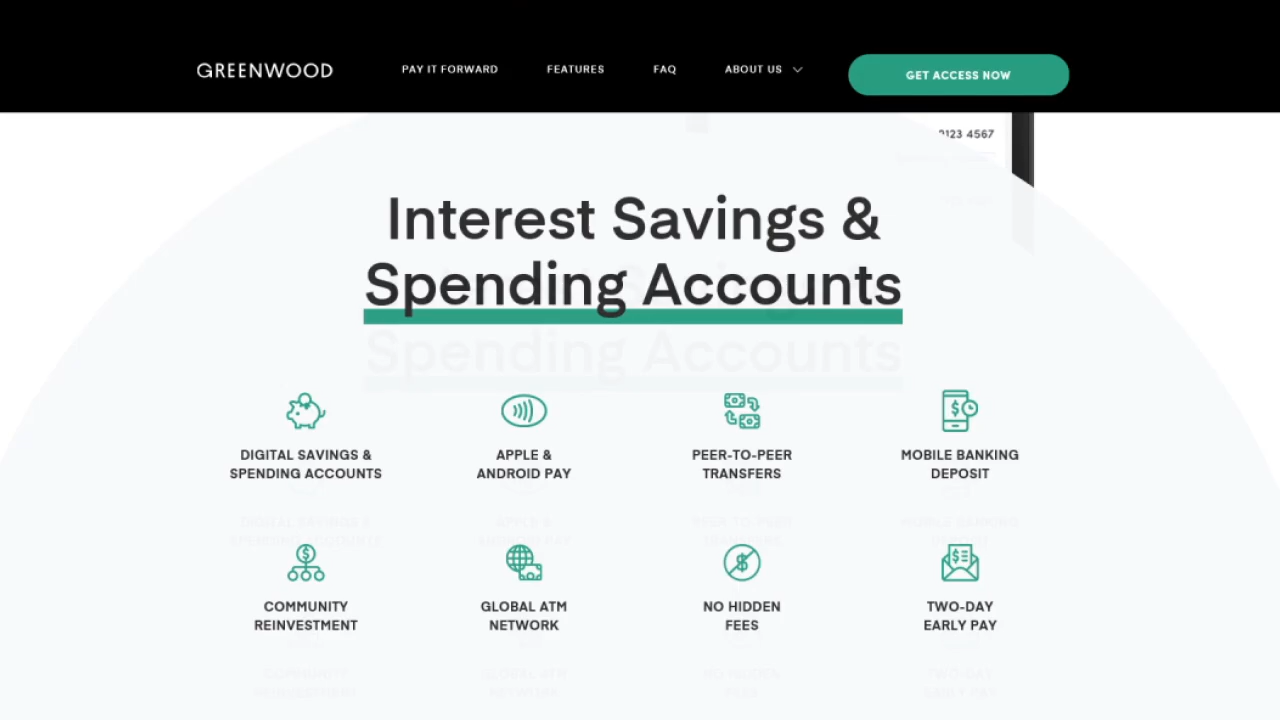 GREENWOOD
PAY IT FORWARD
FEATURES
FAQ
ABOUT US
GET ACCESS NOW
0123 4567
Interest Savings &
Spending Accounts
Spending Accounts
DIGITAL SAVINGS &
SPENDING ACCOUNTS
APPLE &
ANDROID PAY
PEER-TO-PEER
TRANSFERS
MOBILE BANKING
DEPOSIT
COMMUNITY
REINVESTMENT
GLOBAL ATM
NETWORK
NO HIDDEN
FEES
TWO-DAY
EARLY PAY